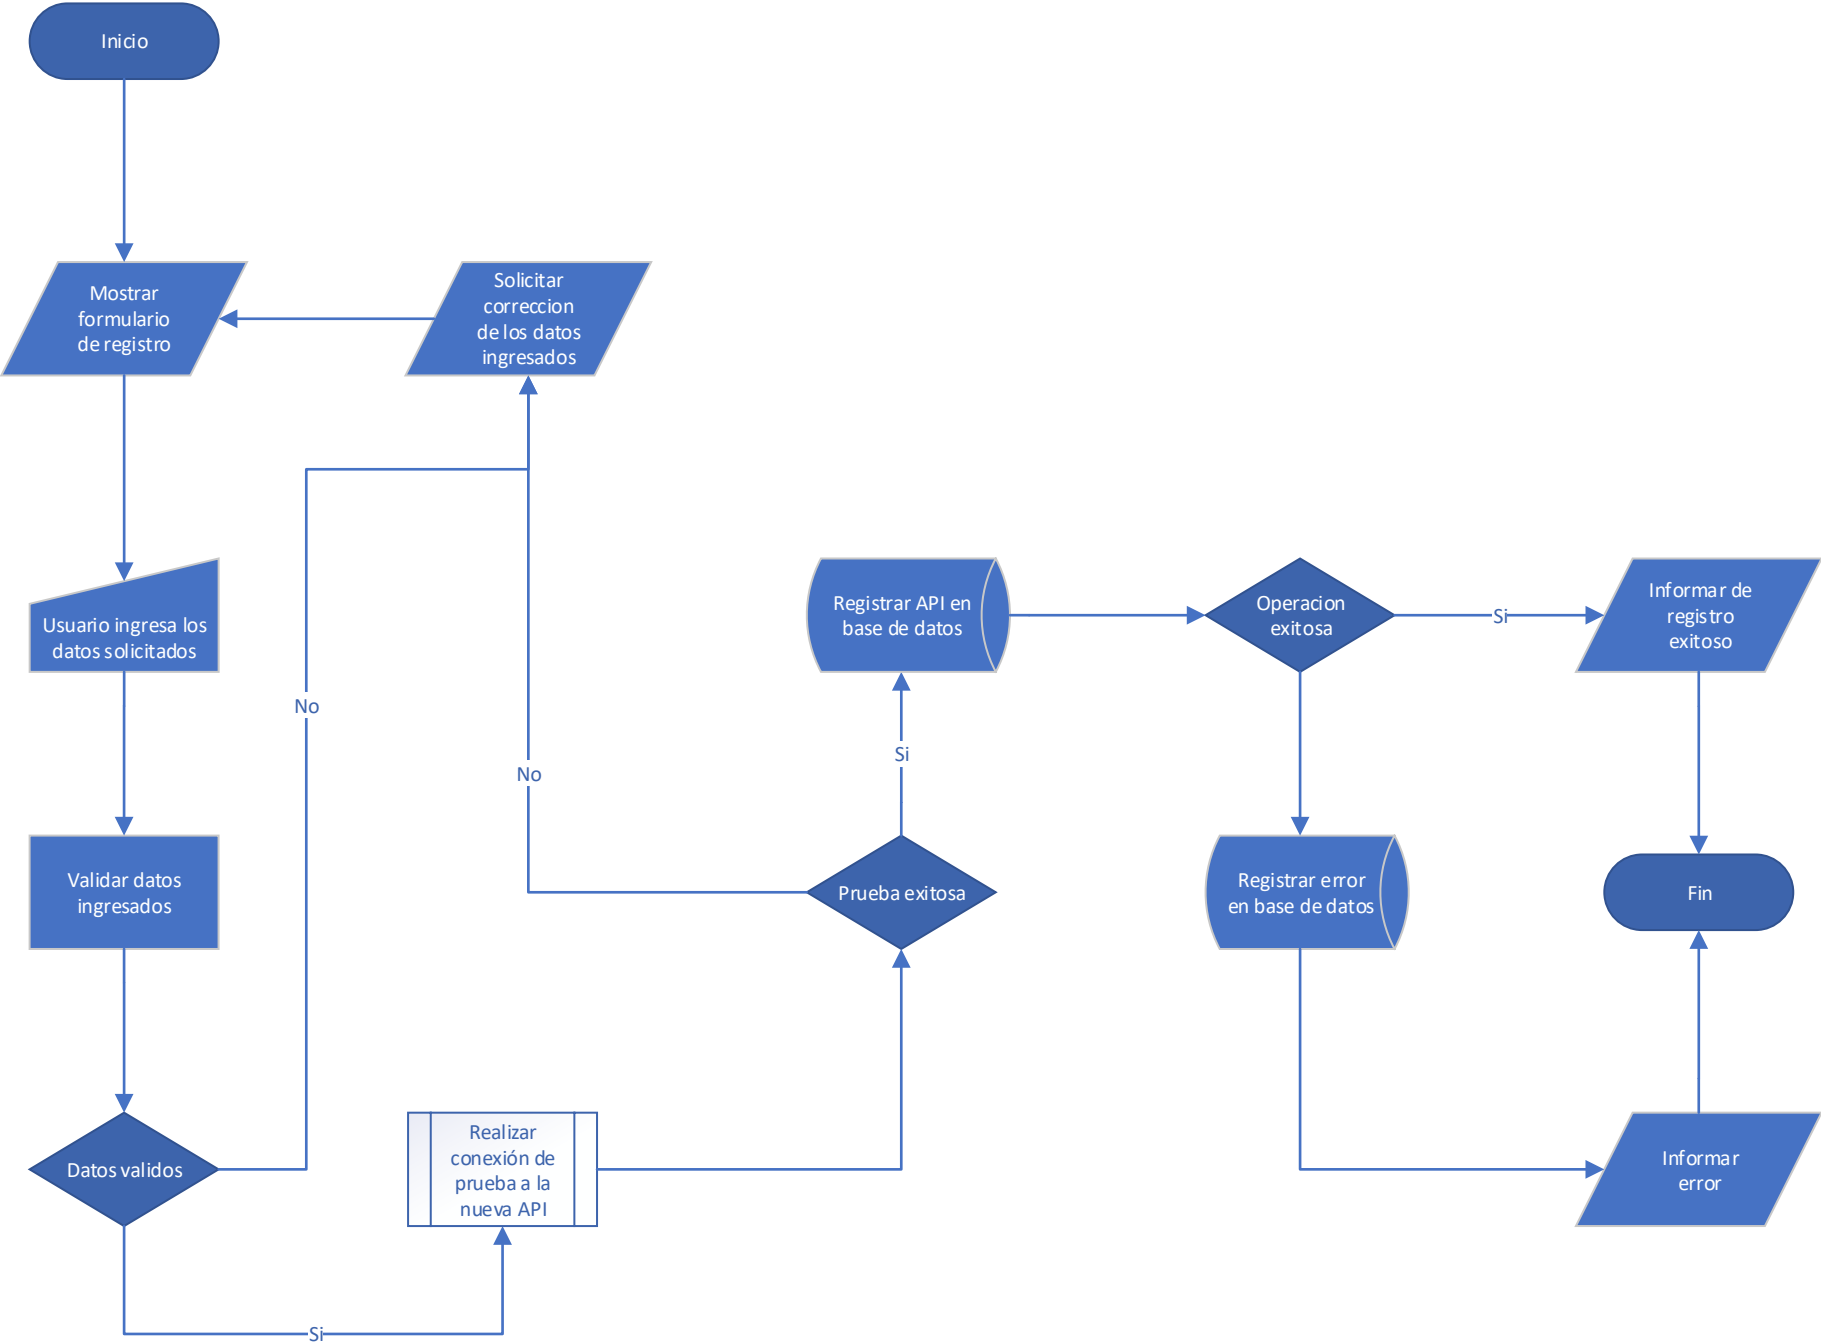 Inicio
Mostrar
formulario
de registro
Solicitar
correccion
de los datos
ingresados
Usuario ingresa los
datos solicitados
No
Validar datos
ingresados
Datos validos
Si
Realizar
conexión de
prueba a la
nueva API
No
Prueba exitosa
Si
Registrar API en
base de datos
Operacion
exitosa
Si
Informar de
registro
exitoso
Registrar error
en base de datos
Fin
Informar
error